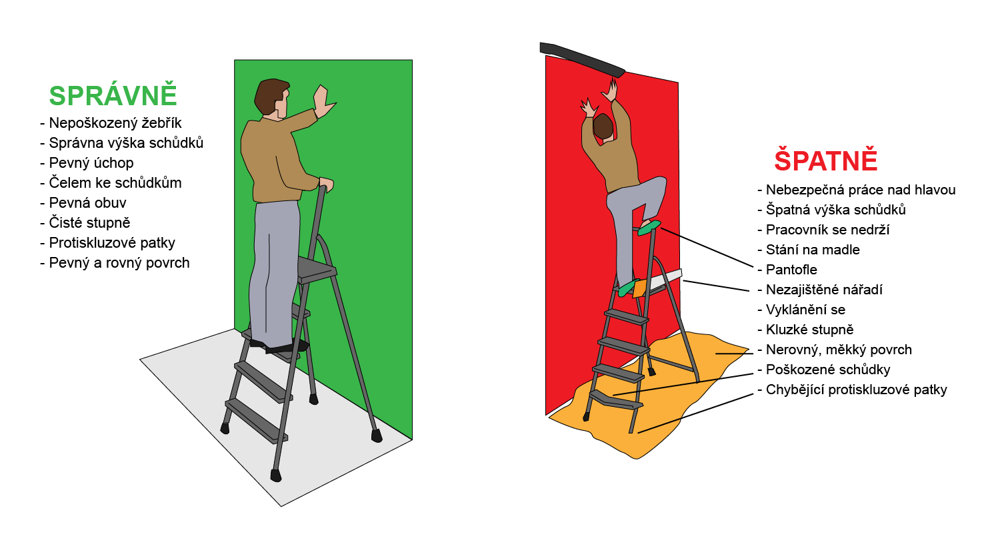 SPRÁVNĚ
- Nepoškozený žebřík
- Správna výška schůdků
- Pevný úchop
- Čelem ke schůdkům
- Pevná obuv
- Čisté stupně
- Protiskluzové patky
- Pevný a rovný povrch
ŠPATNĚ
- Nebezpečná práce nad hlavou
- Špatná výška schůdků
- Pracovník se nedrží
- Stání na madle
- Pantofle
- Nezajištěné nářadí
- Vyklánění se
- Kluzké stupně
- Nerovný, měkký povrch
- Poškozené schůdky
- Chybějící protiskluzové patky